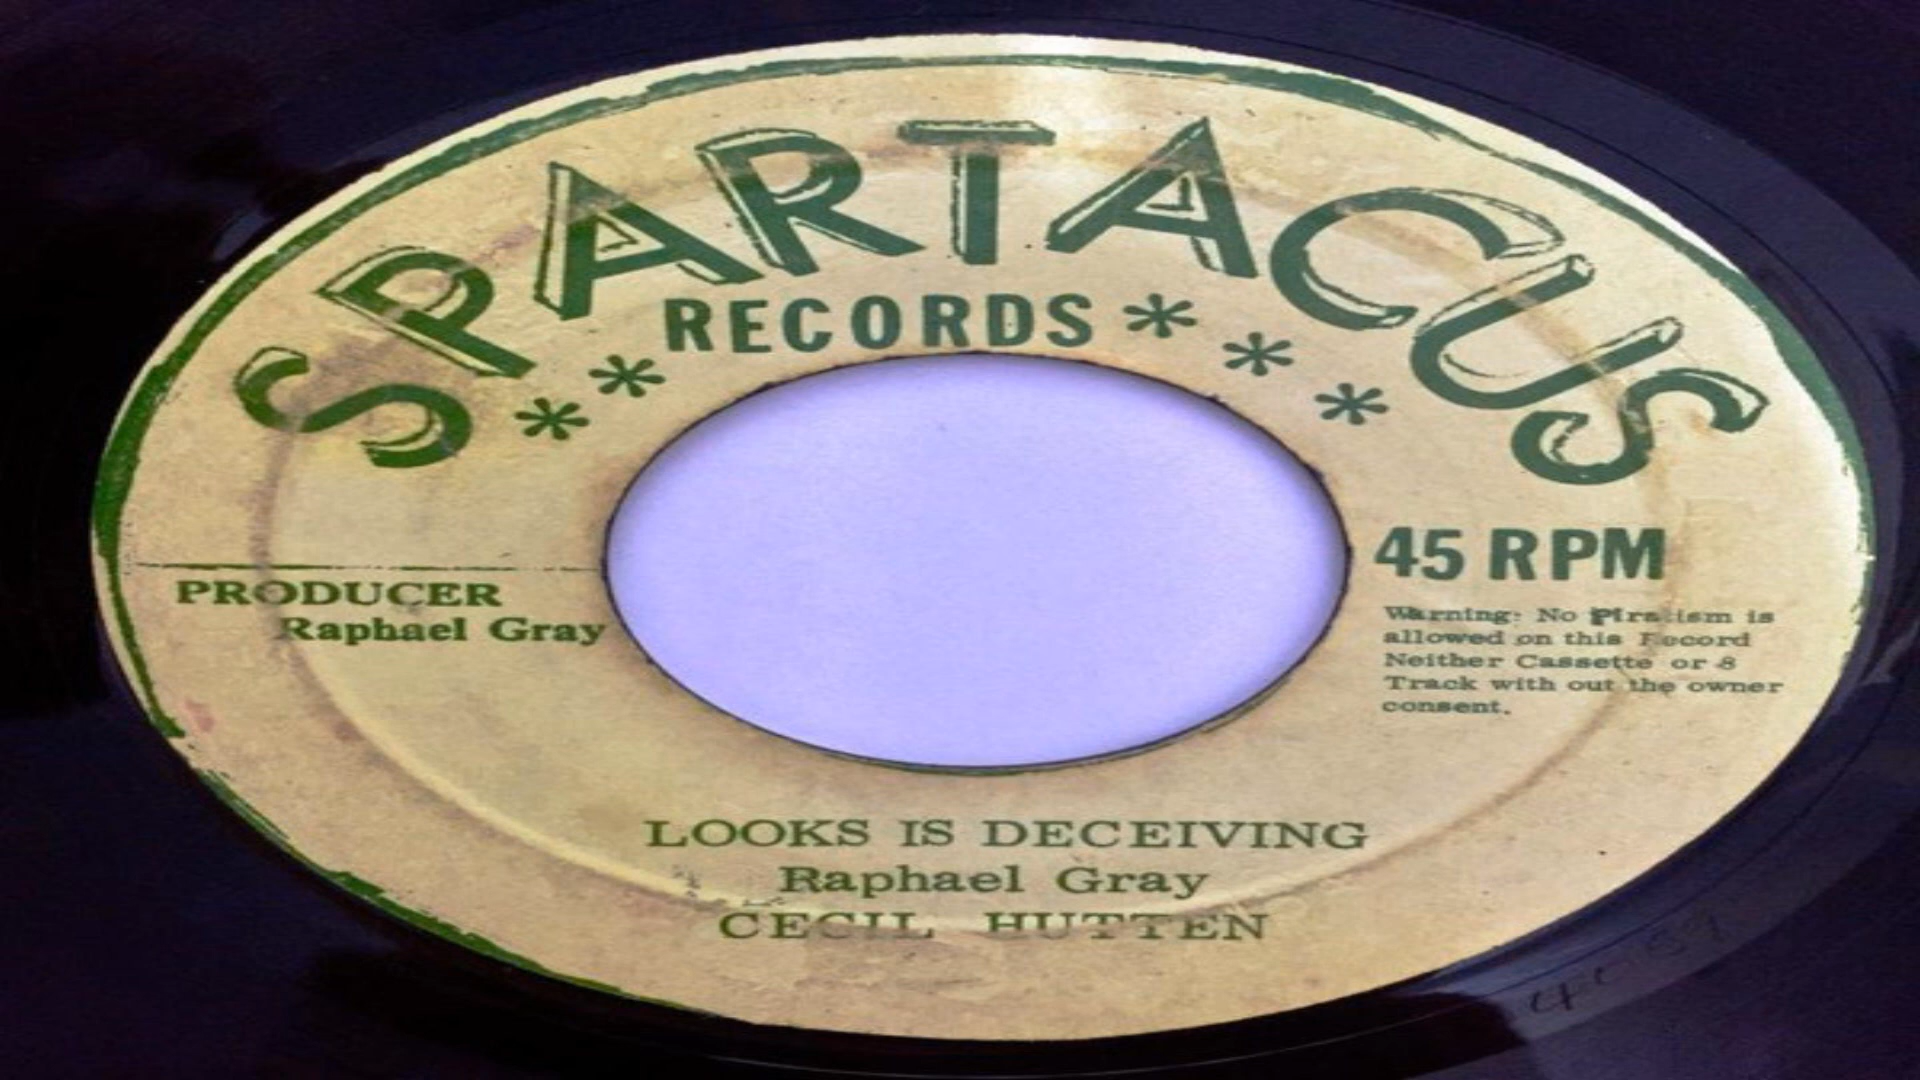 SPARTACUS
RECORDS * * *
* *
45 RPM
PRODUCER
Raphael Gray
Warning: No Piratism is
allowed on this Record
Neither Cassette or 8
Track with out the owner
consent.
LOOKS IS DECEIVING
Raphael Gray
CECIL HUTTEN